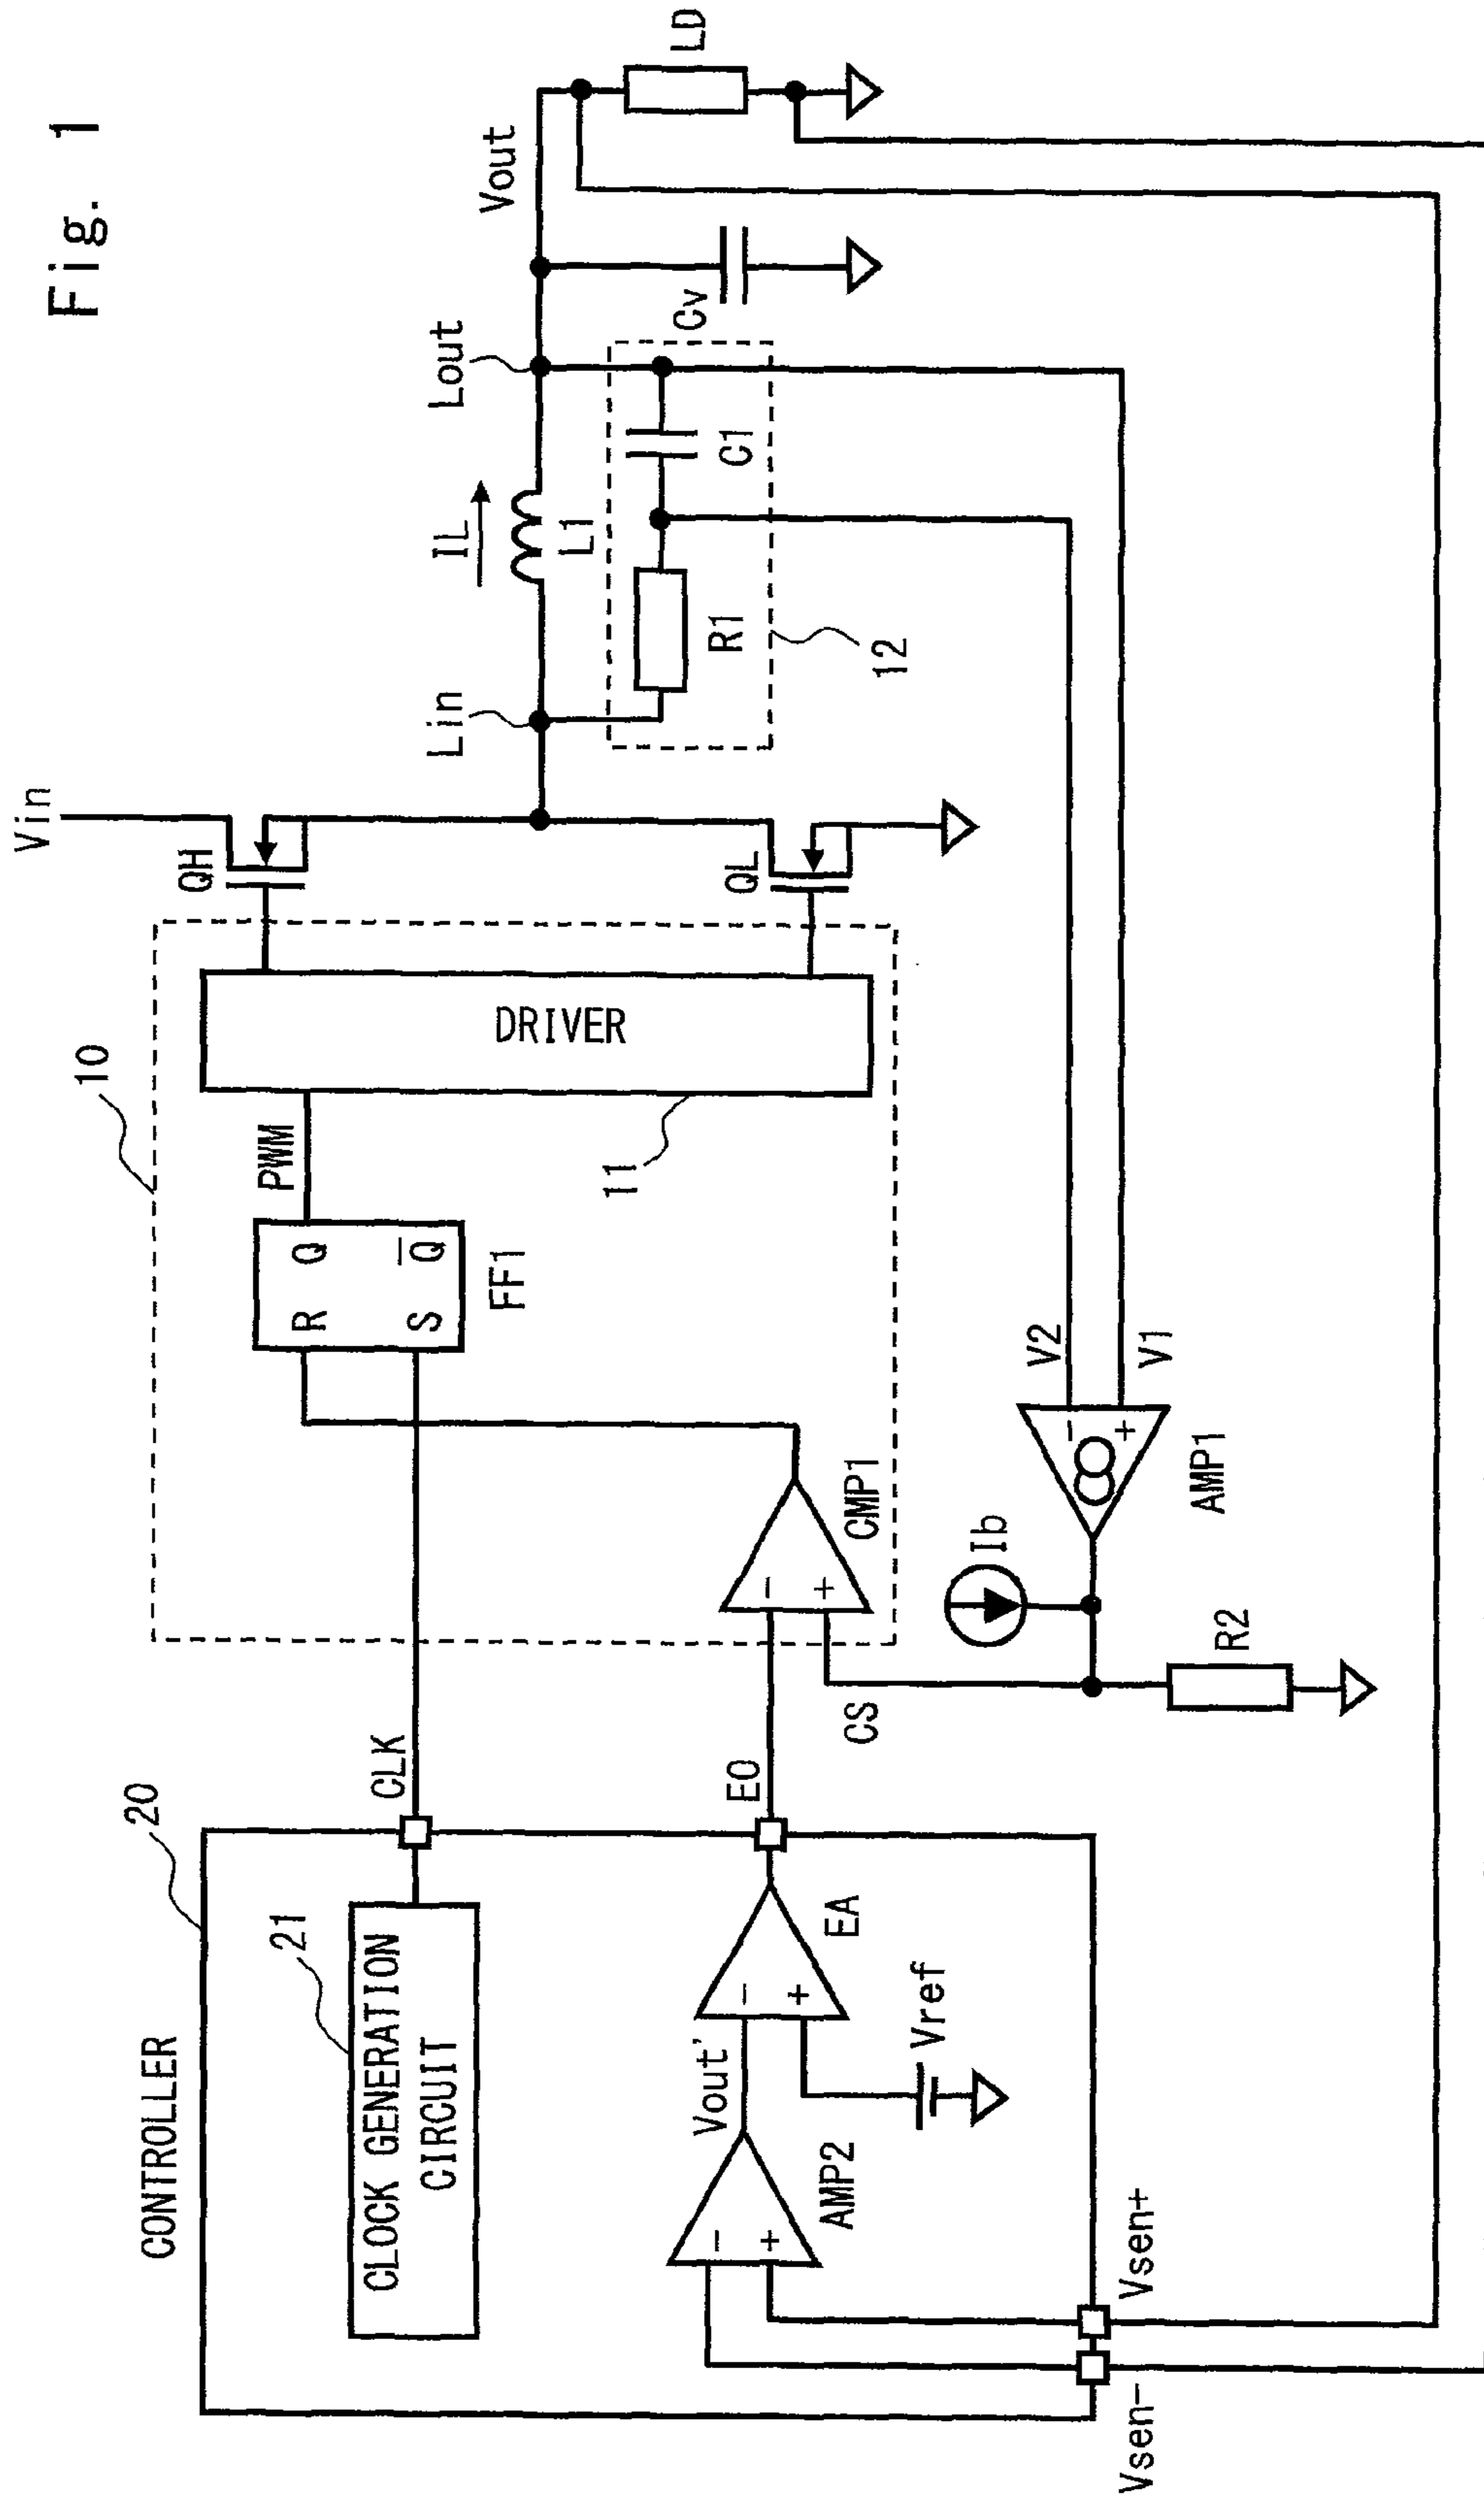 Fig. 1
Vin
QH
QL
10
DRIVER
11
PWM
R Q
S Q
FF1
CMP1
-
+
Lin
IL
L1
Lout
Vout
LD
R1
C1
12
Cv
V2
V1
-
+
AMP1
Ib
R2
CS
EO
CLK
20
CONTROLLER
21
CLOCK GENERATION
CIRCUIT
EA
-
+
Vref
Vout'
AMP2
-
+
Vsen+
Vsen-